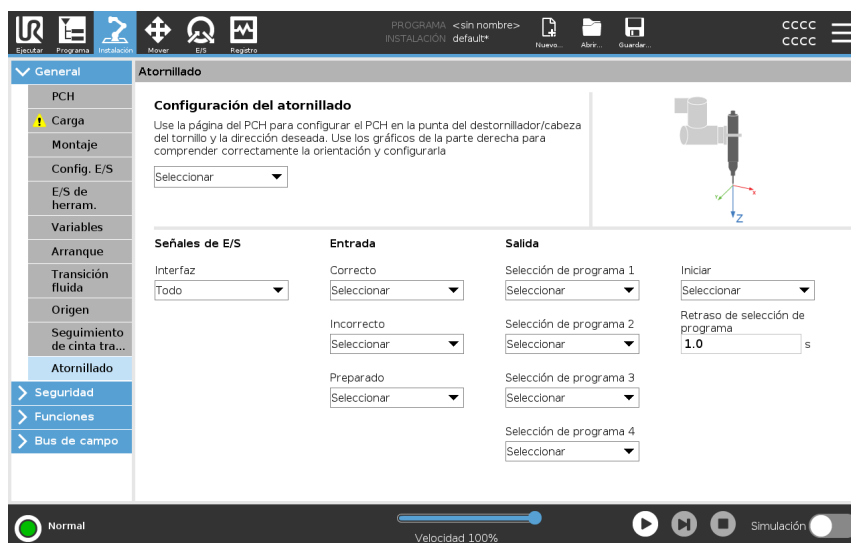 PROGRAMA <sin nombre>
INSTALACIÓN default*
CCCC
CCCC
Ejecutar Programa Instalación Mover E/S Registro Nuevo... Abrir... Guardar...
General
PCH
Carga
Montaje
Config. E/S
E/S de
herram.
Variables
Arranque
Transición
fluida
Origen
Seguimiento
de cinta tra...
Atornillado
Seguridad
Funciones
Bus de campo
Atornillado
Configuración del atornillado
Use la página del PCH para configurar el PCH en la punta del destornillador/cabeza
del tornillo y la dirección deseada. Use los gráficos de la parte derecha para
comprender correctamente la orientación y configurarla
Seleccionar
Y
X
Z
Señales de E/S
Interfaz
Todo
Entrada
Correcto
Seleccionar
Incorrecto
Seleccionar
Preparado
Seleccionar
Salida
Selección de programa 1
Seleccionar
Selección de programa 2
Seleccionar
Selección de programa 3
Seleccionar
Selección de programa 4
Seleccionar
Iniciar
Seleccionar
Retraso de selección de
programa
1.0 s
Normal
Velocidad 100%
Simulación